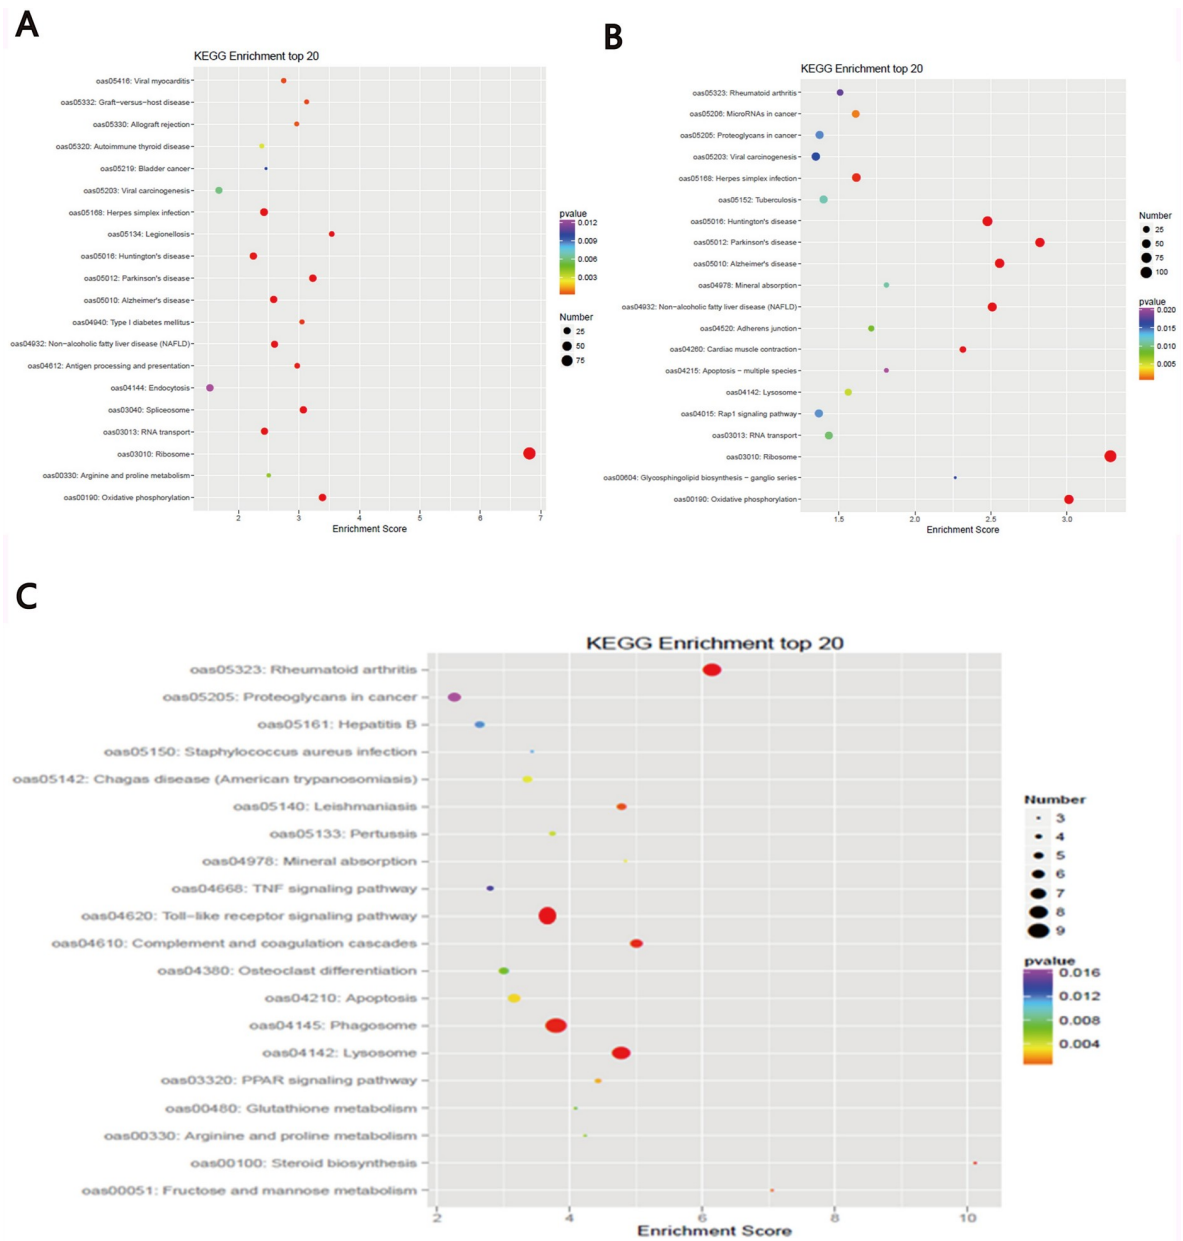 A
KEGG Enrichment top 20
oas05416: Viral myocarditis
oas05332: Graft−versus−host disease
oas05330: Allograft rejection
oas05320: Autoimmune thyroid disease
oas05219: Bladder cancer
oas05203: Viral carcinogenesis
oas05168: Herpes simplex infection
oas05134: Legionellosis
oas05016: Huntington's disease
oas05012: Parkinson's disease
oas05010: Alzheimer's disease
oas04940: Type I diabetes mellitus
oas04932: Non−alcoholic fatty liver disease (NAFLD)
oas04612: Antigen processing and presentation
oas04144: Endocytosis
oas03040: Spliceosome
oas03013: RNA transport
oas03010: Ribosome
oas00330: Arginine and proline metabolism
oas00190: Oxidative phosphorylation
2 3 4 5 6 7
Enrichment Score
pvalue
0.012
0.009
0.006
0.003
Number
25
50
75
B
KEGG Enrichment top 20
oas05323: Rheumatoid arthritis
oas05206: MicroRNAs in cancer
oas05205: Proteoglycans in cancer
oas05203: Viral carcinogenesis
oas05168: Herpes simplex infection
oas05152: Tuberculosis
oas05016: Huntington's disease
oas05012: Parkinson's disease
oas05010: Alzheimer's disease
oas04978: Mineral absorption
oas04932: Non−alcoholic fatty liver disease (NAFLD)
oas04520: Adherens junction
oas04260: Cardiac muscle contraction
oas04215: Apoptosis − multiple species
oas04142: Lysosome
oas04015: Rap1 signaling pathway
oas03013: RNA transport
oas03010: Ribosome
oas00604: Glycosphingolipid biosynthesis − ganglio series
oas00190: Oxidative phosphorylation
1.5 2.0 2.5 3.0
Enrichment Score
Number
25
50
75
100
pvalue
0.020
0.015
0.010
0.005
C
KEGG Enrichment top 20
oas05323: Rheumatoid arthritis
oas05205: Proteoglycans in cancer
oas05161: Hepatitis B
oas05150: Staphylococcus aureus infection
oas05142: Chagas disease (American trypanosomiasis)
oas05140: Leishmaniasis
oas05133: Pertussis
oas04978: Mineral absorption
oas04668: TNF signaling pathway
oas04620: Toll−like receptor signaling pathway
oas04610: Complement and coagulation cascades
oas04380: Osteoclast differentiation
oas04210: Apoptosis
oas04145: Phagosome
oas04142: Lysosome
oas03320: PPAR signaling pathway
oas00480: Glutathione metabolism
oas00330: Arginine and proline metabolism
oas00100: Steroid biosynthesis
oas00051: Fructose and mannose metabolism
2 4 6 8 10
Enrichment Score
Number
3
4
5
6
7
8
9
pvalue
0.016
0.012
0.008
0.004